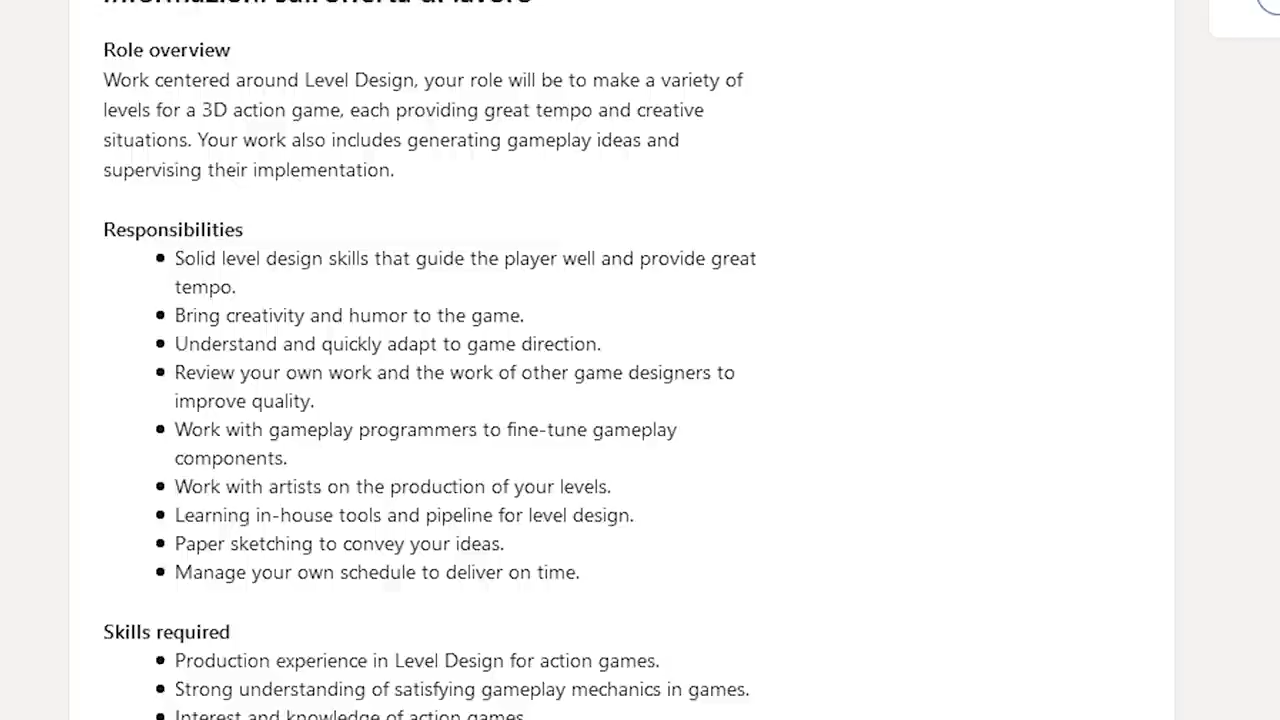 Role overview
Work centered around Level Design, your role will be to make a variety of
levels for a 3D action game, each providing great tempo and creative
situations. Your work also includes generating gameplay ideas and
supervising their implementation.
Responsibilities
• Solid level design skills that guide the player well and provide great
tempo.
• Bring creativity and humor to the game.
• Understand and quickly adapt to game direction.
• Review your own work and the work of other game designers to
improve quality.
• Work with gameplay programmers to fine-tune gameplay
components.
• Work with artists on the production of your levels.
• Learning in-house tools and pipeline for level design.
• Paper sketching to convey your ideas.
• Manage your own schedule to deliver on time.
Skills required
• Production experience in Level Design for action games.
• Strong understanding of satisfying gameplay mechanics in games.
• Interest and knowledge of action games.